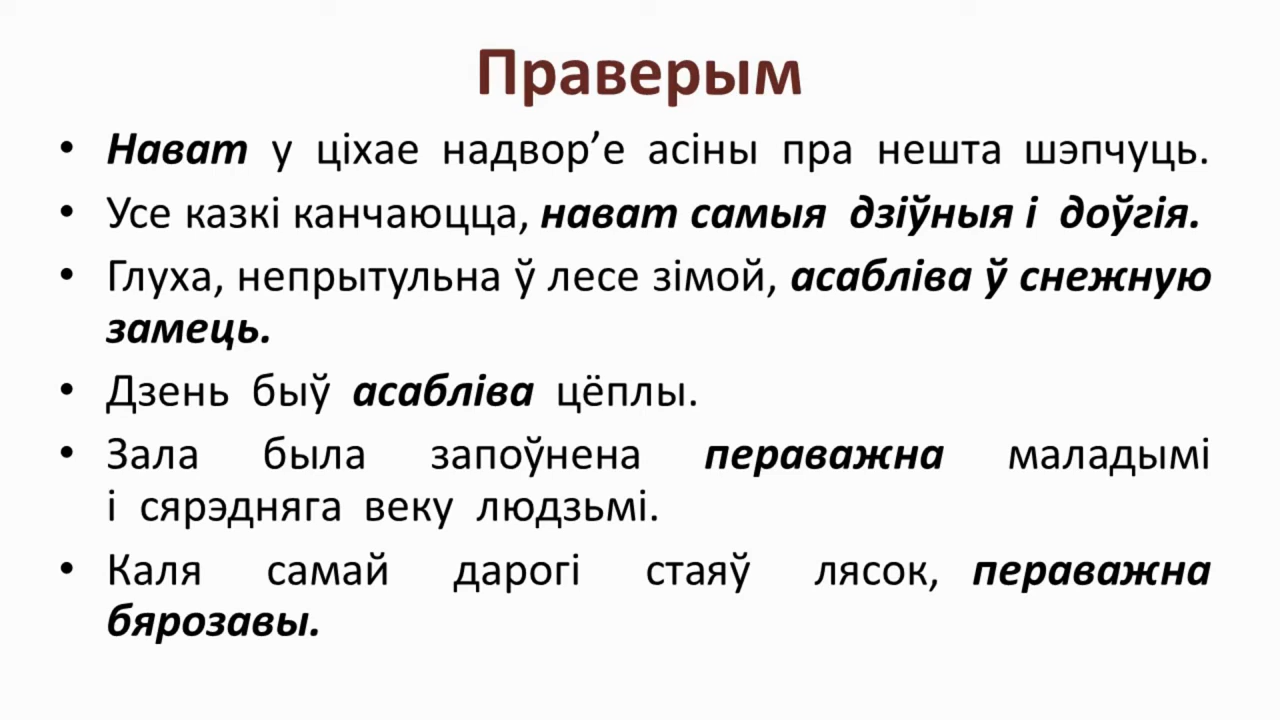 Праверым
• Нават у ціхае надвор’е асіны пра нешта шэпчуць.
• Усе казкі канчаюцца, нават самыя дзіўныя і доўгія.
• Глуха, непрытульна ў лесе зімой, асабліва ў снежную
замець.
• Дзень быў асабліва цёплы.
• Зала была запоўнена пераважна маладымі
і сярэдняга веку людзьмі.
• Каля самай дарогі стаяў лясок, пераважна
бярозавы.